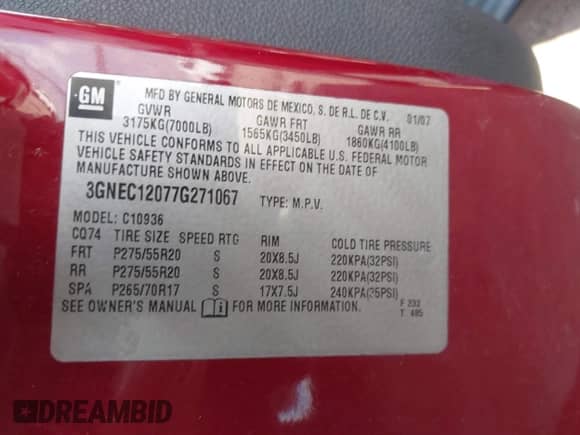 GM
MFD BY GENERAL MOTORS DE MEXICO, S. DE R.L. DE C.V. 01/07
GVWR GAWR FRT GAWR RR
3175KG(7000LB) 1565KG(3450LB) 1860KG(4100LB)
THIS VEHICLE CONFORMS TO ALL APPLICABLE U.S. FEDERAL MOTOR
VEHICLE SAFETY STANDARDS IN EFFECT ON THE DATE OF
MANUFACTURE SHOWN ABOVE.
3GNEC12077G271067 TYPE: M.P.V.
MODEL: C10936
CQ74 TIRE SIZE SPEED RTG RIM COLD TIRE PRESSURE
FRT P275/55R20 S 20X8.5J 220KPA(32PSI)
RR P275/55R20 S 20X8.5J 220KPA(32PSI)
SPA P265/70R17 S 17X7.5J 240KPA(35PSI)
SEE OWNER'S MANUAL i FOR MORE INFORMATION.
F 232
T 485
DREAMBID